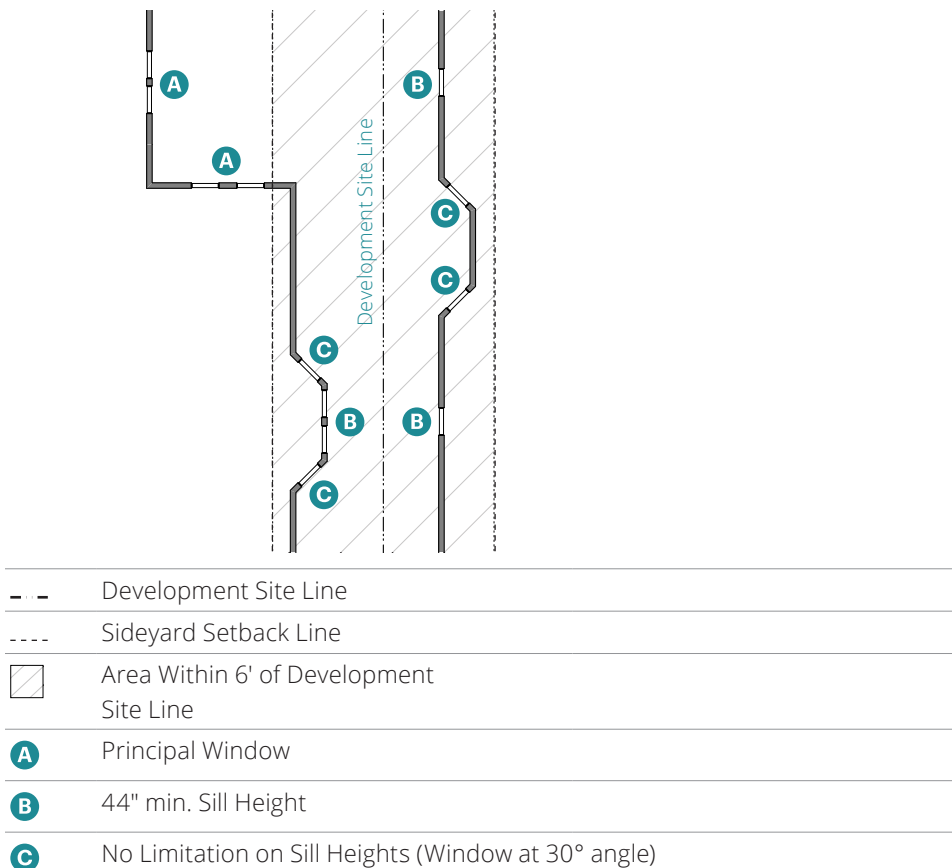 A
B
A
Development Site Line
C
C
C
B
B
C
Development Site Line
Sideyard Setback Line
Area Within 6' of Development
Site Line
A Principal Window
B 44" min. Sill Height
C No Limitation on Sill Heights (Window at 30° angle)